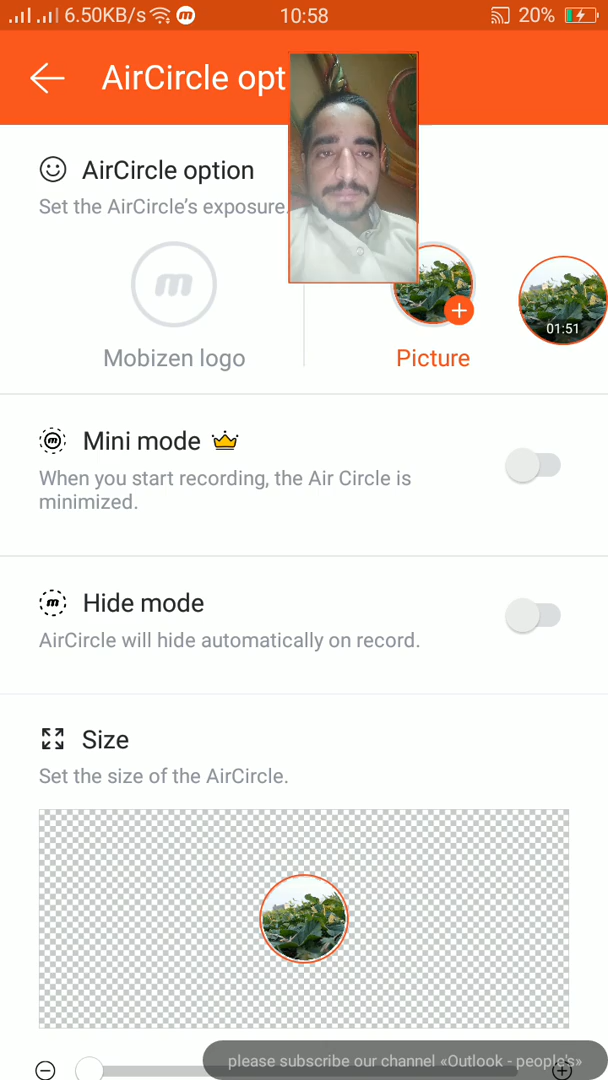 6.50KB/s 10:58 20%
AirCircle opt
AirCircle option
Set the AirCircle's exposure.
01:51
Mobizen logo Picture
Mini mode
When you start recording, the Air Circle is
minimized.
Hide mode
AirCircle will hide automatically on record.
Size
Set the size of the AirCircle.
please subscribe our channel «Outlook - people's»